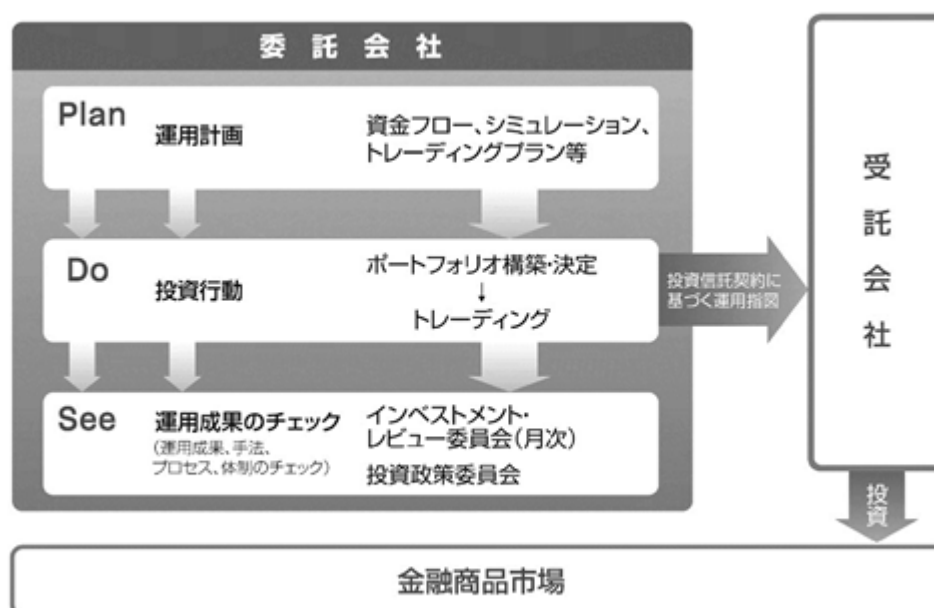 委託会社
Plan
運用計画
資金フロー、シミュレーション、
トレーディングプラン等
Do
投資行動
ポートフォリオ構築・決定
↓
トレーディング
投資信託契約に
基づく運用指図
See
運用成果のチェック
(運用成果、手法、
プロセス、体制のチェック)
インベストメント・
レビュー委員会(月次)
投資政策委員会
受託会社
投資
金融商品市場